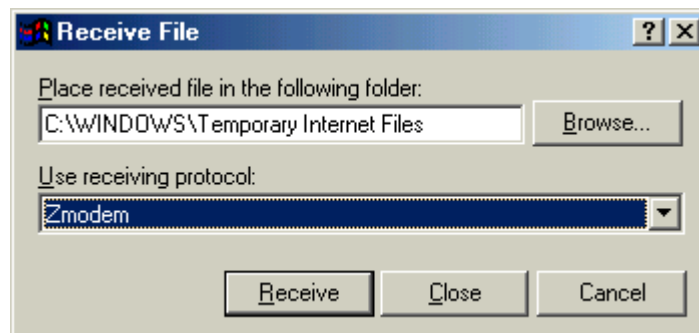 Receive File
Place received file in the following folder:
C:\WINDOWS\Temporary Internet Files
Browse...
Use receiving protocol:
Zmodem
Receive
Close
Cancel